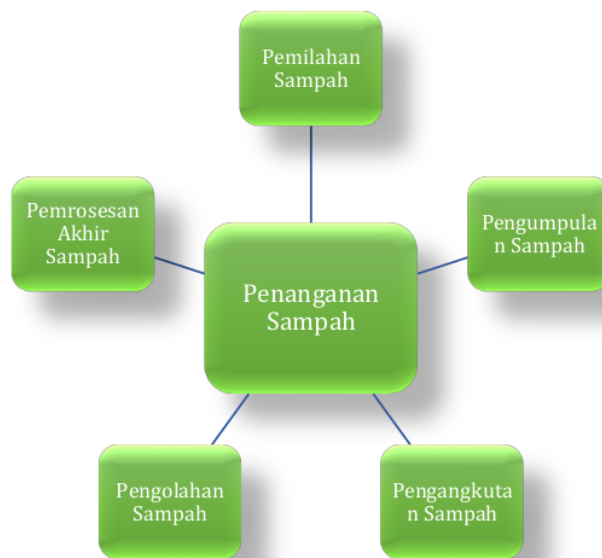 Pemilahan
Sampah
Pengumpula
n Sampah
Pengangkuta
n Sampah
Pengolahan
Sampah
Pemrosesan
Akhir
Sampah
Penanganan
Sampah